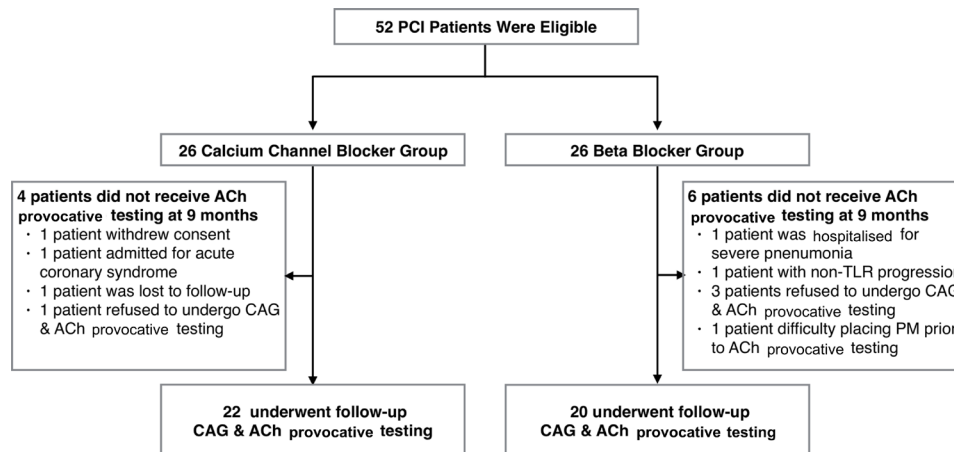 52 PCI Patients Were Eligible
26 Calcium Channel Blocker Group
26 Beta Blocker Group
4 patients did not receive ACh
provocative testing at 9 months
· 1 patient withdrew consent
· 1 patient admitted for acute
coronary syndrome
· 1 patient was lost to follow-up
· 1 patient refused to undergo CAG
& ACh provocative testing
6 patients did not receive ACh
provocative testing at 9 months
· 1 patient was hospitalised for
severe pnenumonia
· 1 patient with non-TLR progression
· 3 patients refused to undergo CAG
& ACh provocative testing
· 1 patient difficulty placing PM prior
to ACh provocative testing
22 underwent follow-up
CAG & ACh provocative testing
20 underwent follow-up
CAG & ACh provocative testing